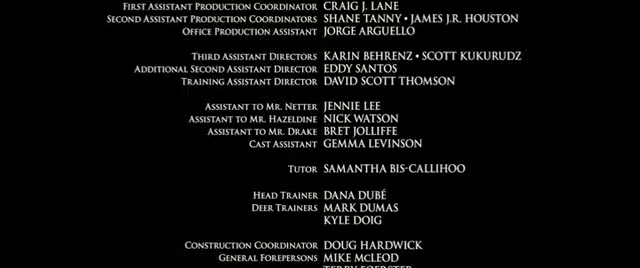 First Assistant Production Coordinator CRAIG J. LANE
Second Assistant Production Coordinators SHANE TANNY • JAMES J.R. HOUSTON
Office Production Assistant JORGE ARGUELLO
Third Assistant Directors KARIN BEHRENZ • SCOTT KUKURUDZ
Additional Second Assistant Director EDDY SANTOS
Training Assistant Director DAVID SCOTT THOMSON
Assistant to Mr. Netter JENNIE LEE
Assistant to Mr. Hazeldine NICK WATSON
Assistant to Mr. Drake BRET JOLLIFFE
Cast Assistant GEMMA LEVINSON
Tutor SAMANTHA BIS-CALLIHOO
Head Trainer DANA DUBÉ
Deer Trainers MARK DUMAS
KYLE DOIG
Construction Coordinator DOUG HARDWICK
General Forepersons MIKE McLEOD
TERRY FOERSTER